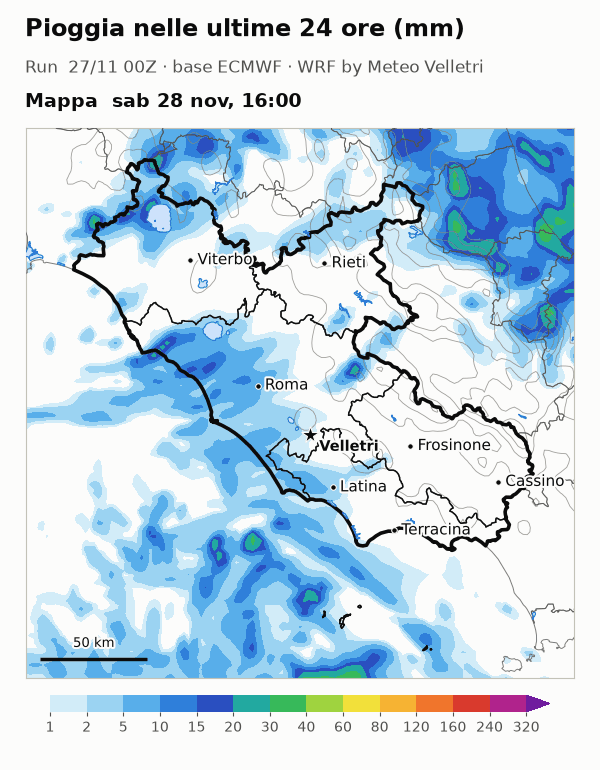 Pioggia nelle ultime 24 ore (mm)
Run  27/11 00Z · base ECMWF · WRF by Meteo Velletri
Mappa  sab 28 nov, 16:00
Viterbo
Rieti
Roma
Velletri
Frosinone
Latina
Cassino
Terracina
50 km
1 2 5 10 15 20 30 40 60 80 120 160 240 320